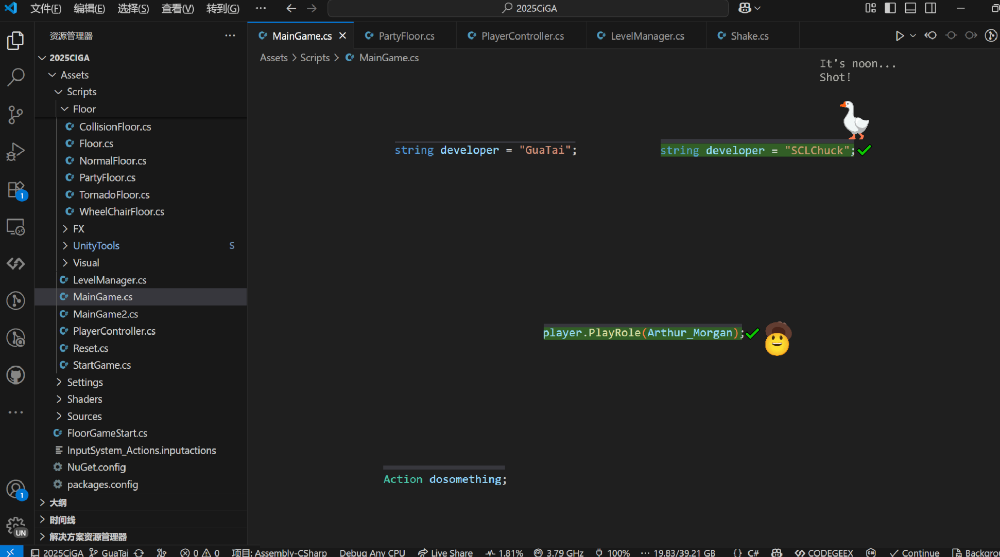 文件(F) 编辑(E) 选择(S) 查看(V) 转到(G) ··· 2025CiGA
资源管理器 ···
2025CIGA
Assets
Scripts
Floor
CollisionFloor.cs
Floor.cs
NormalFloor.cs
PartyFloor.cs
TornadoFloor.cs
WheelChairFloor.cs
FX
UnityTools S
Visual
LevelManager.cs
MainGame.cs
MainGame2.cs
PlayerController.cs
Reset.cs
StartGame.cs
Settings
Shaders
Sources
FloorGameStart.cs
InputSystem_Actions.inputactions
NuGet.config
packages.config
大纲
时间线
解决方案资源管理器
1
1
UN
MainGame.cs PartyFloor.cs PlayerController.cs LevelManager.cs Shake.cs
Assets > Scripts > MainGame.cs
It's noon...
Shot!
string developer = "GuaTai";
string developer = "SCLChuck";
player.PlayRole(Arthur_Morgan);
Action dosomething;
2025CiGA GuaTai 0 0 项目: Assembly-CSharp Debug Any CPU Live Share 1.81% 3.79 GHz 100% ··· 19.83/39.21 GB {} C# CODEGEEX Continue Backgro